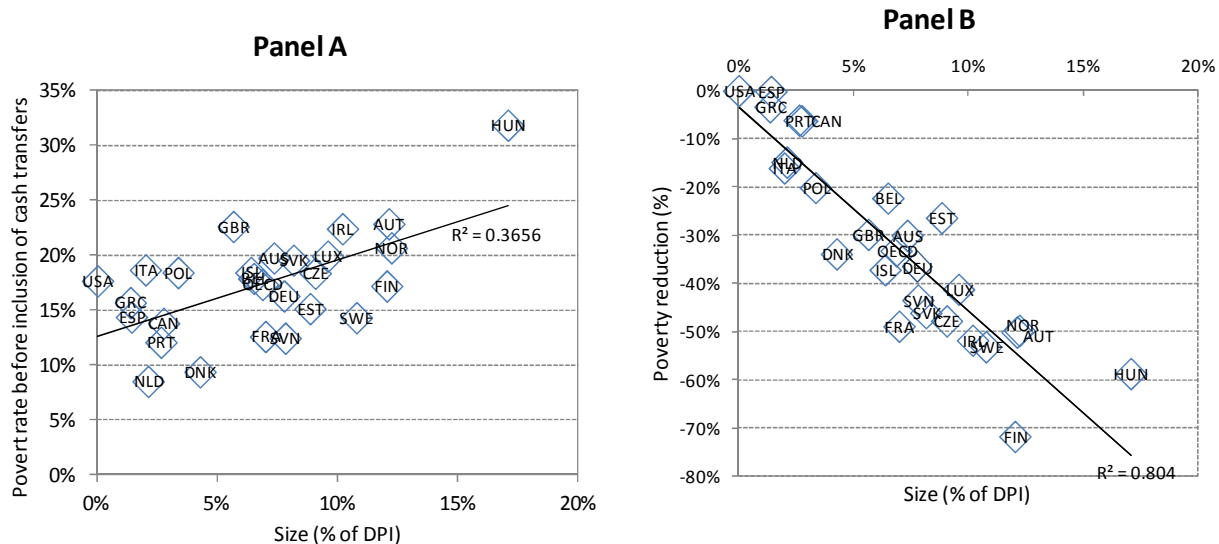 Panel A
Povert rate before inclusion of cash transfers
35%
30%
25%
20%
15%
10%
5%
0%
HUN
GBR
IRL
AUT
NOR
R² = 0.3656
AUS
SVK
LUX
ITA
POL
ISL
CZE
USA
OECD
FIN
DEU
GRC
EST
ESP
CAN
SWE
PRT
FRA
SVN
NLD
DNK
0%
5%
10%
15%
20%
Size (% of DPI)
Panel B
0%
5%
10%
15%
20%
Poverty reduction (%)
0%
-10%
-20%
-30%
-40%
-50%
-60%
-70%
-80%
USA
ESP
GRC
PRT
CAN
NLD
ITA
POL
BEL
EST
GBR
AUS
OECD
DNK
DEU
ISL
LUX
SVN
SVK
FRA
CZE
NOR
AUT
IRL
SWE
HUN
FIN
R² = 0.804
Size (% of DPI)